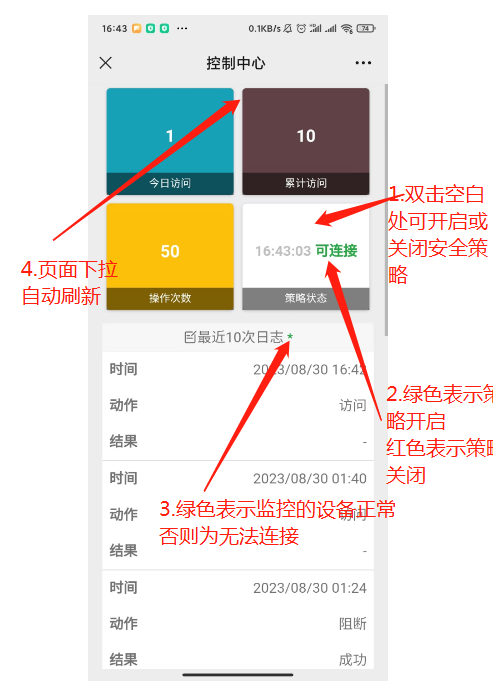 16:43
0.1KB/s
74
控制中心
1
今日访问
10
累计访问
1.双击空白
处可开启或
关闭安全策
略
50
操作次数
16:43:03 可连接
策略状态
4.页面下拉
自动刷新
最近10次日志 *
2.绿色表示策
略开启
红色表示策略
关闭
时间 2023/08/30 16:42
动作 访问
结果 -
时间 2023/08/30 01:40
3.绿色表示监控的设备正常
否则为无法连接
动作 访问
结果 -
时间 2023/08/30 01:24
动作 阻断
结果 成功